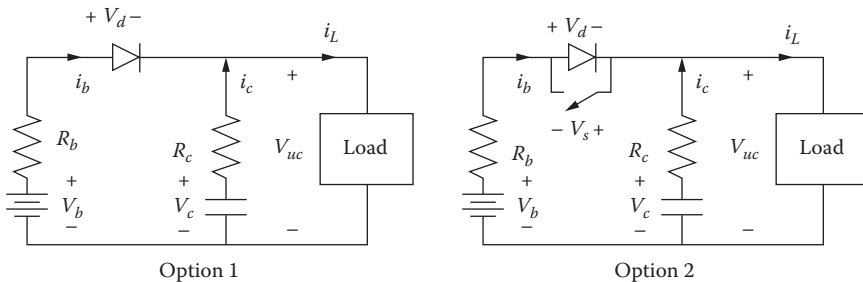 + V_d −
i_b
i_c
i_L
+
R_b
R_c
V_uc
Load
+
V_b
−
+
V_c
−
−
Option 1
+ V_d −
i_b
− V_s +
i_c
i_L
+
R_b
R_c
V_uc
Load
+
V_b
−
+
V_c
−
−
Option 2